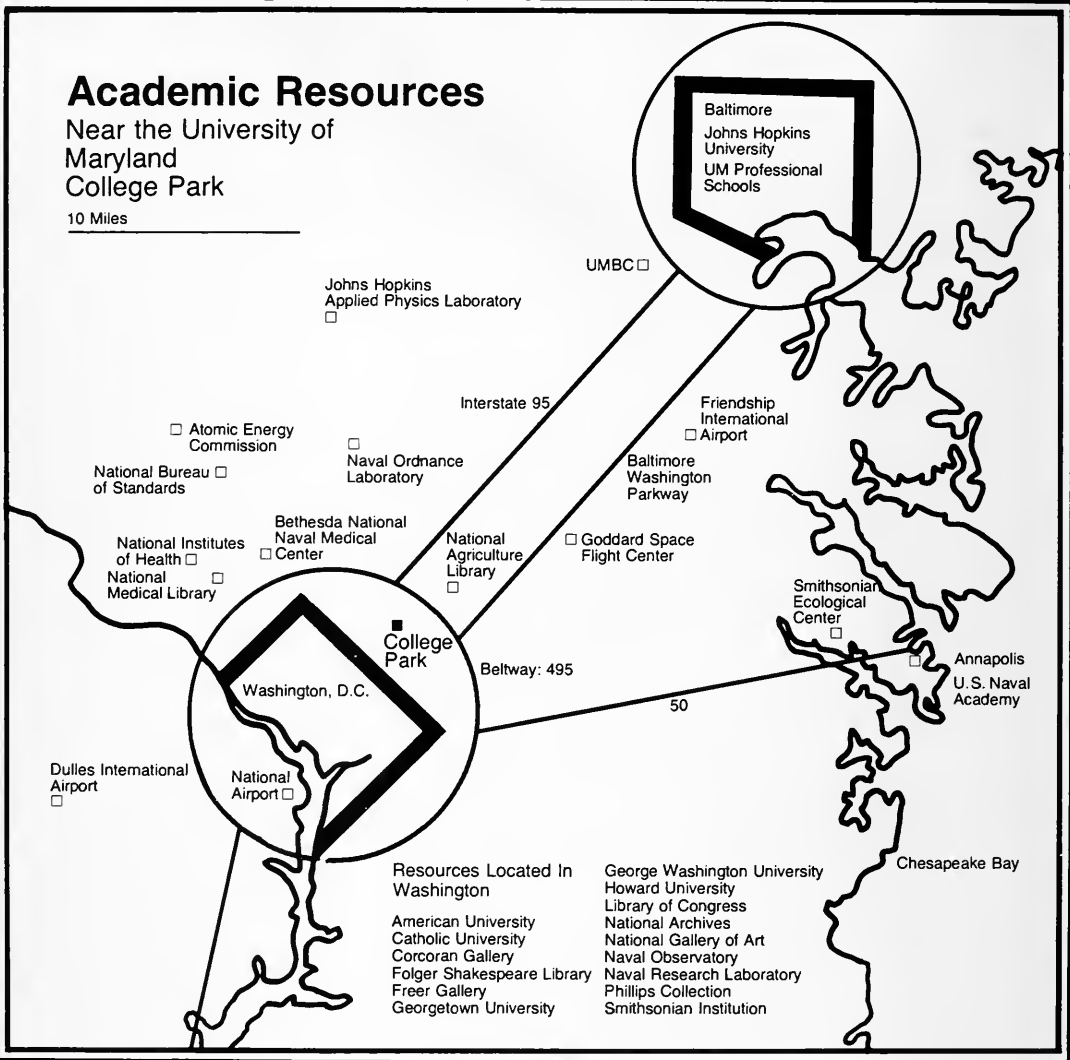 Academic Resources
Near the University of
Maryland
College Park
10 Miles
Baltimore
Johns Hopkins
University
UM Professional
Schools
UMBC
Johns Hopkins
Applied Physics Laboratory
Interstate 95
Friendship
International
Airport
Atomic Energy
Commission
Naval Ordnance
Laboratory
Baltimore
Washington
Parkway
National Bureau
of Standards
Bethesda National
Naval Medical
Center
National
Agriculture
Library
Goddard Space
Flight Center
National Institutes
of Health
National
Medical Library
Smithsonian
Ecological
Center
College
Park
Beltway: 495
Annapolis
U.S. Naval
Academy
Washington, D.C.
50
Dulles International
Airport
National
Airport
Chesapeake Bay
Resources Located In
Washington
American University
Catholic University
Corcoran Gallery
Folger Shakespeare Library
Freer Gallery
Georgetown University
George Washington University
Howard University
Library of Congress
National Archives
National Gallery of Art
Naval Observatory
Naval Research Laboratory
Phillips Collection
Smithsonian Institution